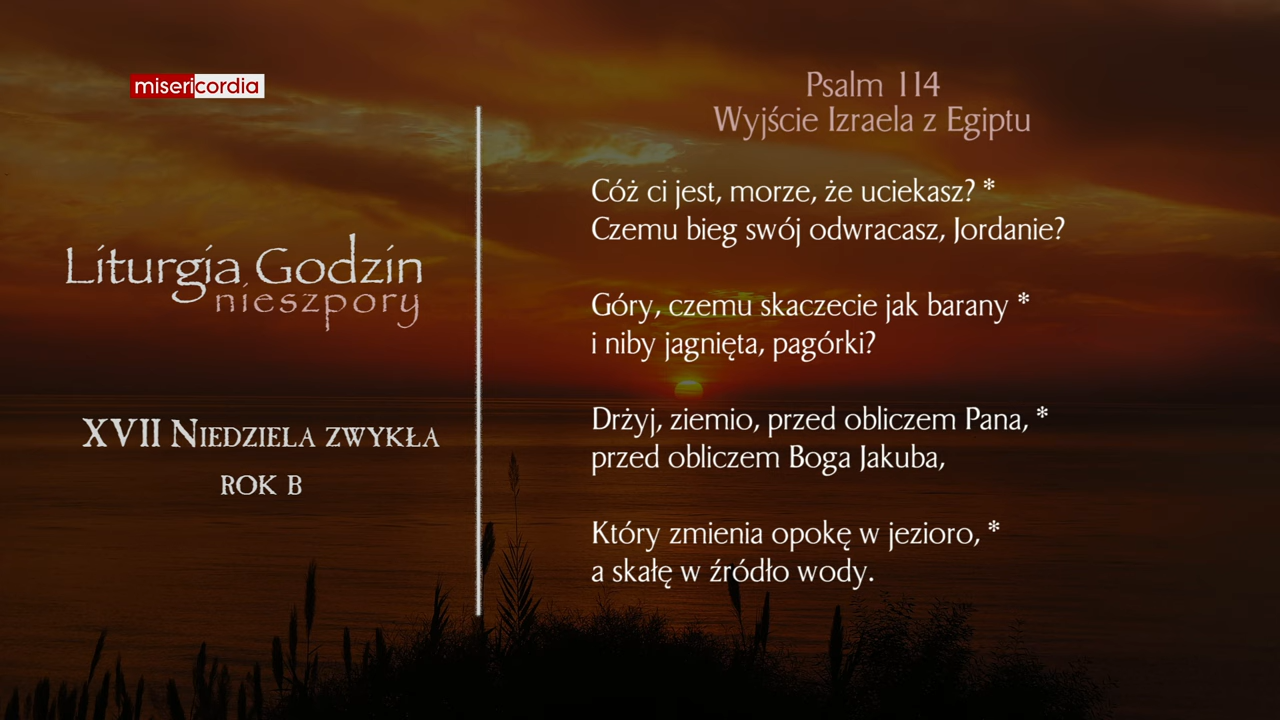 misericordia
Liturgia Godzin
nieszpory
XVII Niedziela zwykła
rok B
Psalm 114
Wyjście Izraela z Egiptu
Cóż ci jest, morze, że uciekasz? *
Czemu bieg swój odwracasz, Jordanie?
Góry, czemu skaczecie jak barany *
i niby jagnięta, pagórki?
Drżyj, ziemio, przed obliczem Pana, *
przed obliczem Boga Jakuba,
Który zmienia opokę w jezioro, *
a skałę w źródło wody.